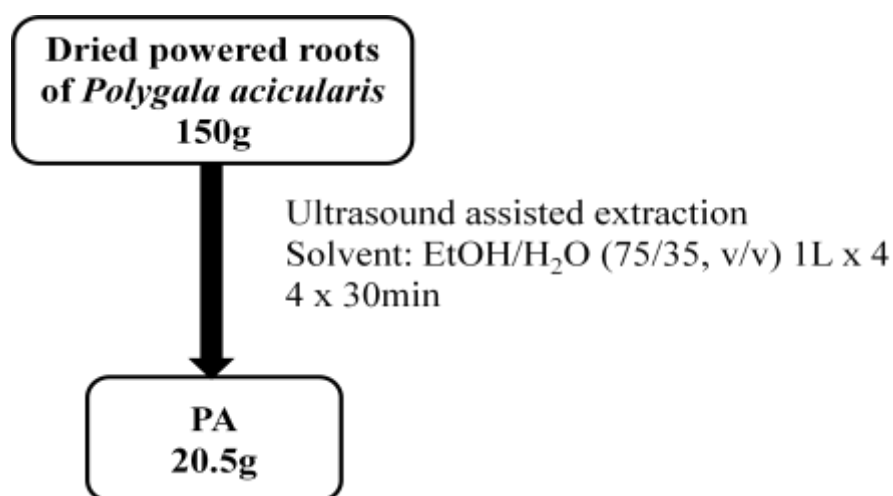 Dried powered roots
of Polygala acicularis
150g
Ultrasound assisted extraction
Solvent: EtOH/H₂O (75/35, v/v) 1L x 4
4 x 30min
PA
20.5g